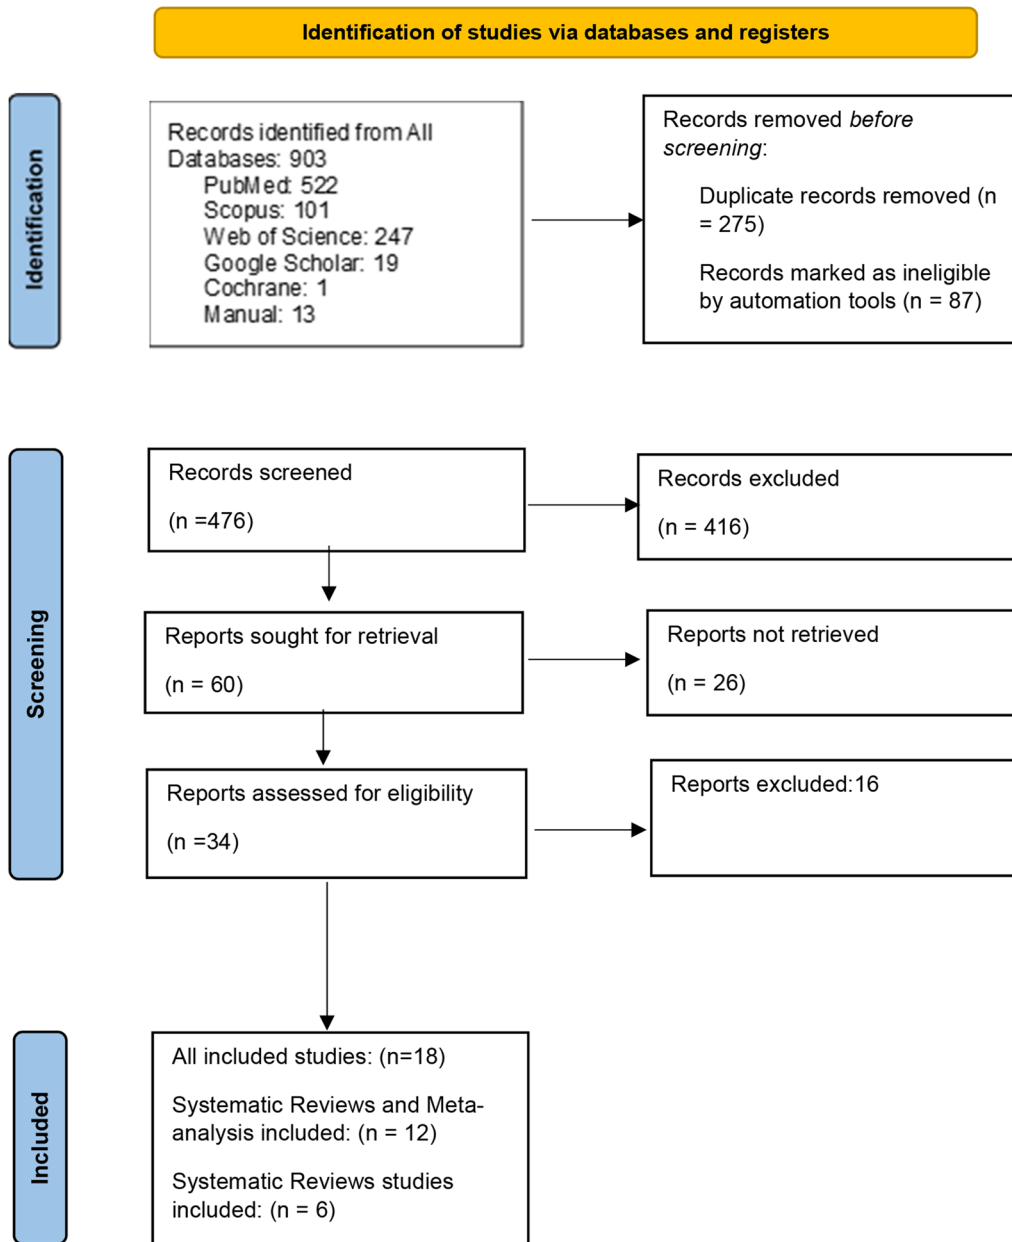 Identification of studies via databases and registers
Identification
Records identified from All
Databases: 903
PubMed: 522
Scopus: 101
Web of Science: 247
Google Scholar: 19
Cochrane: 1
Manual: 13
Records removed before
screening:
Duplicate records removed (n
= 275)
Records marked as ineligible
by automation tools (n = 87)
Screening
Records screened
(n =476)
Records excluded
(n = 416)
Reports sought for retrieval
(n = 60)
Reports not retrieved
(n = 26)
Reports assessed for eligibility
(n =34)
Reports excluded:16
Included
All included studies: (n=18)
Systematic Reviews and Meta-
analysis included: (n = 12)
Systematic Reviews studies
included: (n = 6)